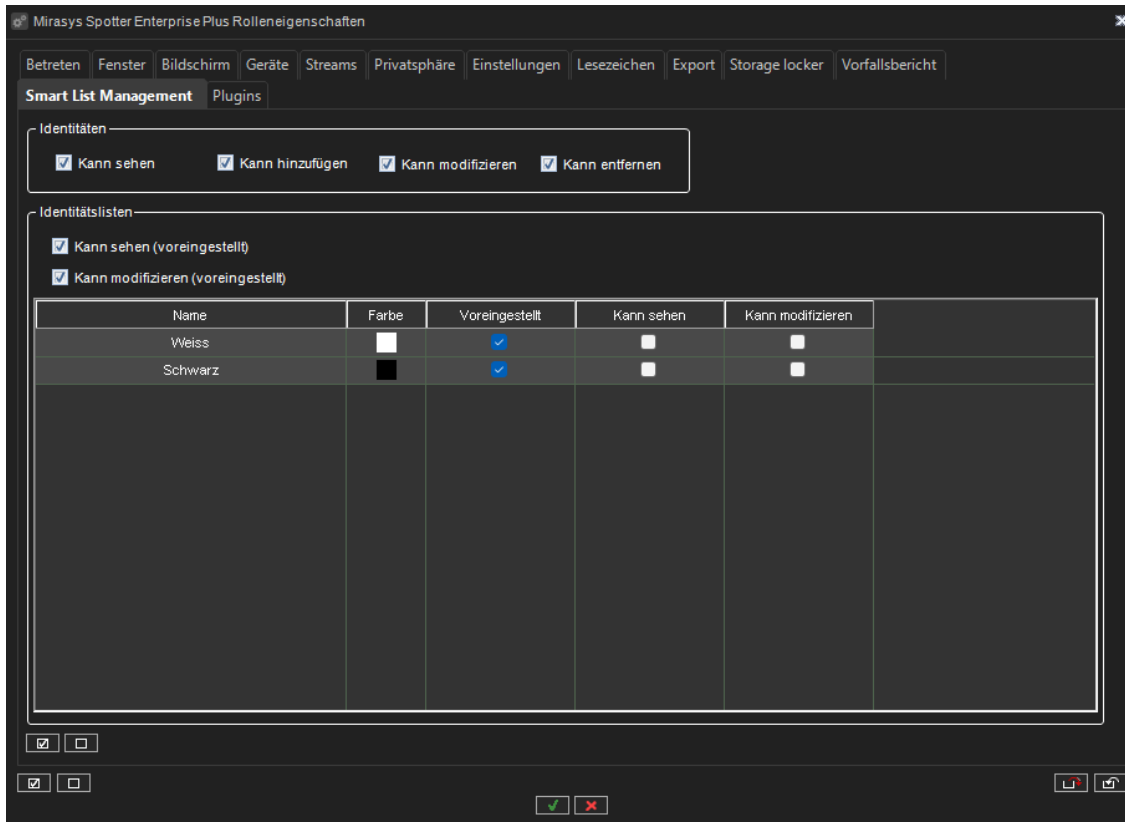 Mirasys Spotter Enterprise Plus Rolleneigenschaften
Betreten Fenster Bildschirm Geräte Streams Privatsphäre Einstellungen Lesezeichen Export Storage locker Vorfallsbericht
Smart List Management Plugins
Identitäten
Kann sehen Kann hinzufügen Kann modifizieren Kann entfernen
Identitätslisten
Kann sehen (voreingestellt)
Kann modifizieren (voreingestellt)
Name Farbe Voreingestellt Kann sehen Kann modifizieren
Weiss
Schwarz